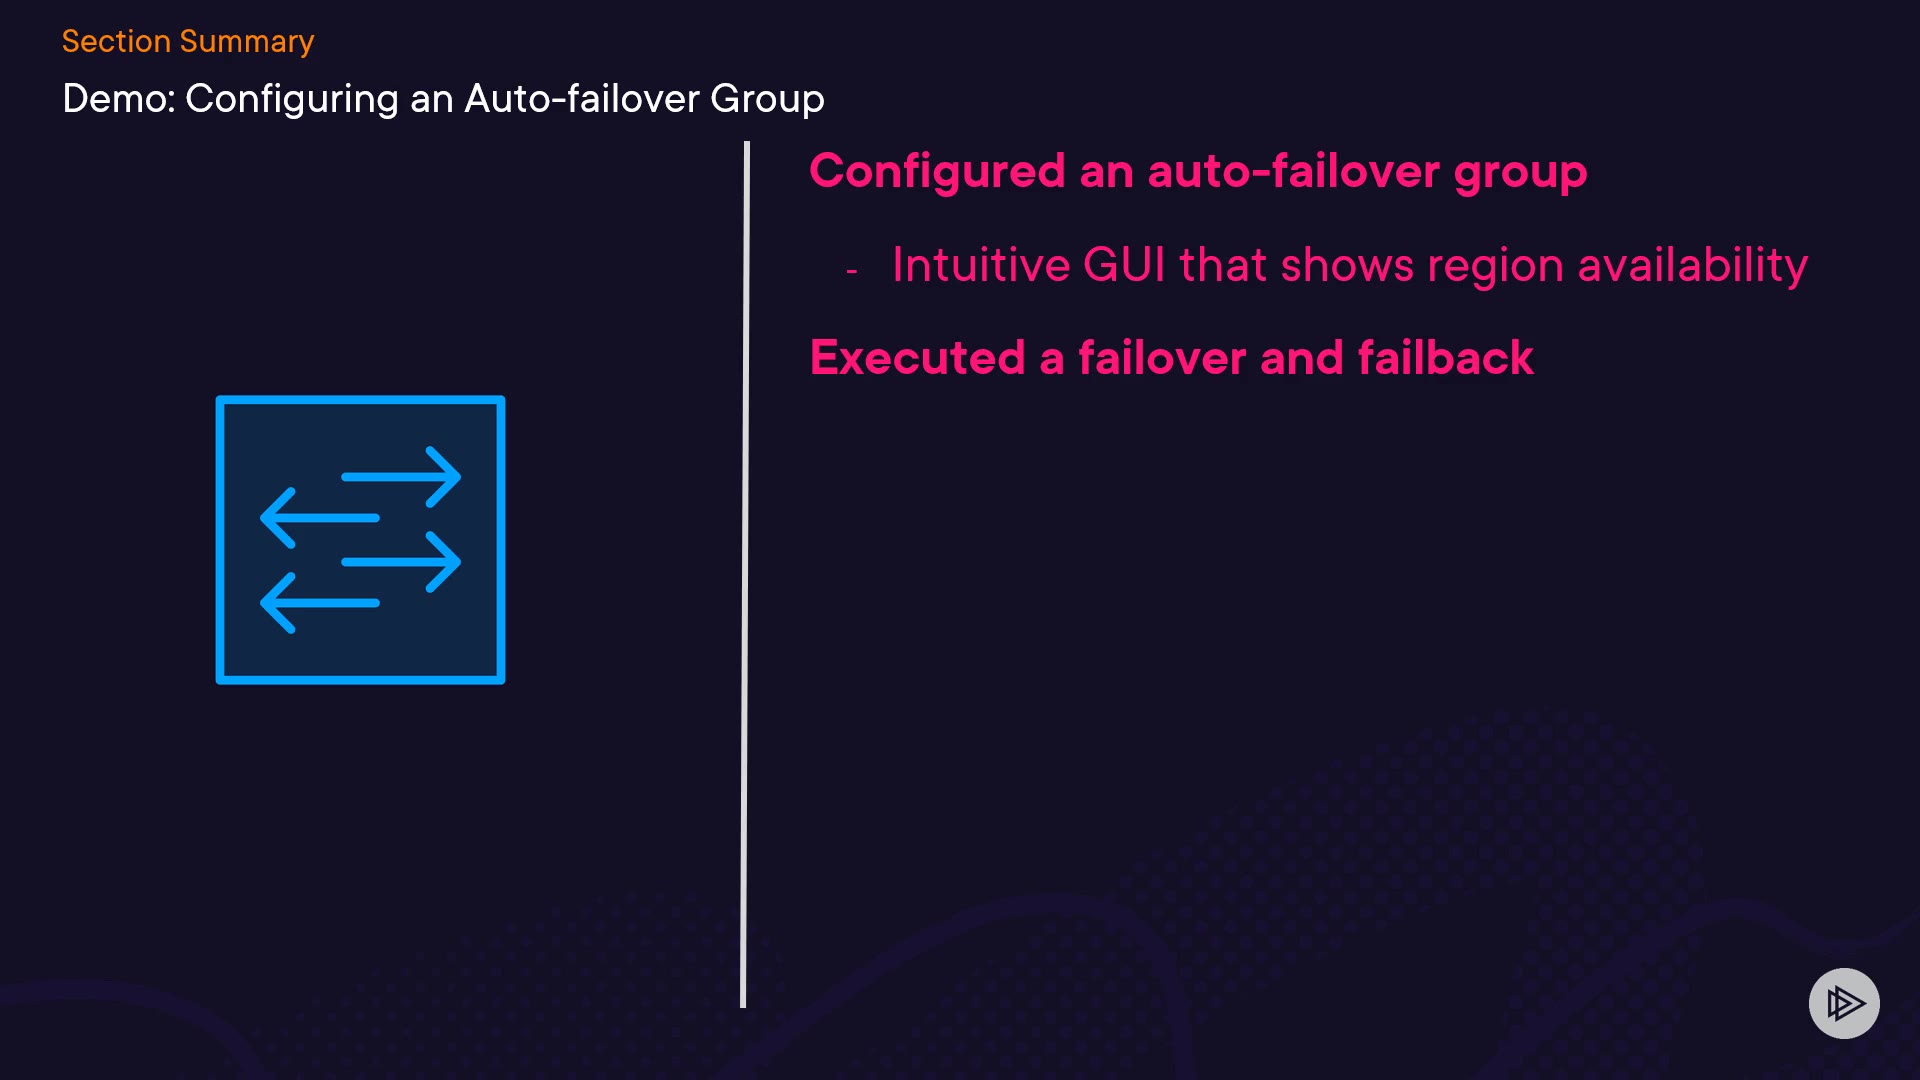 Section Summary
Demo: Configuring an Auto-failover Group
Configured an auto-failover group
- Intuitive GUI that shows region availability
Executed a failover and failback